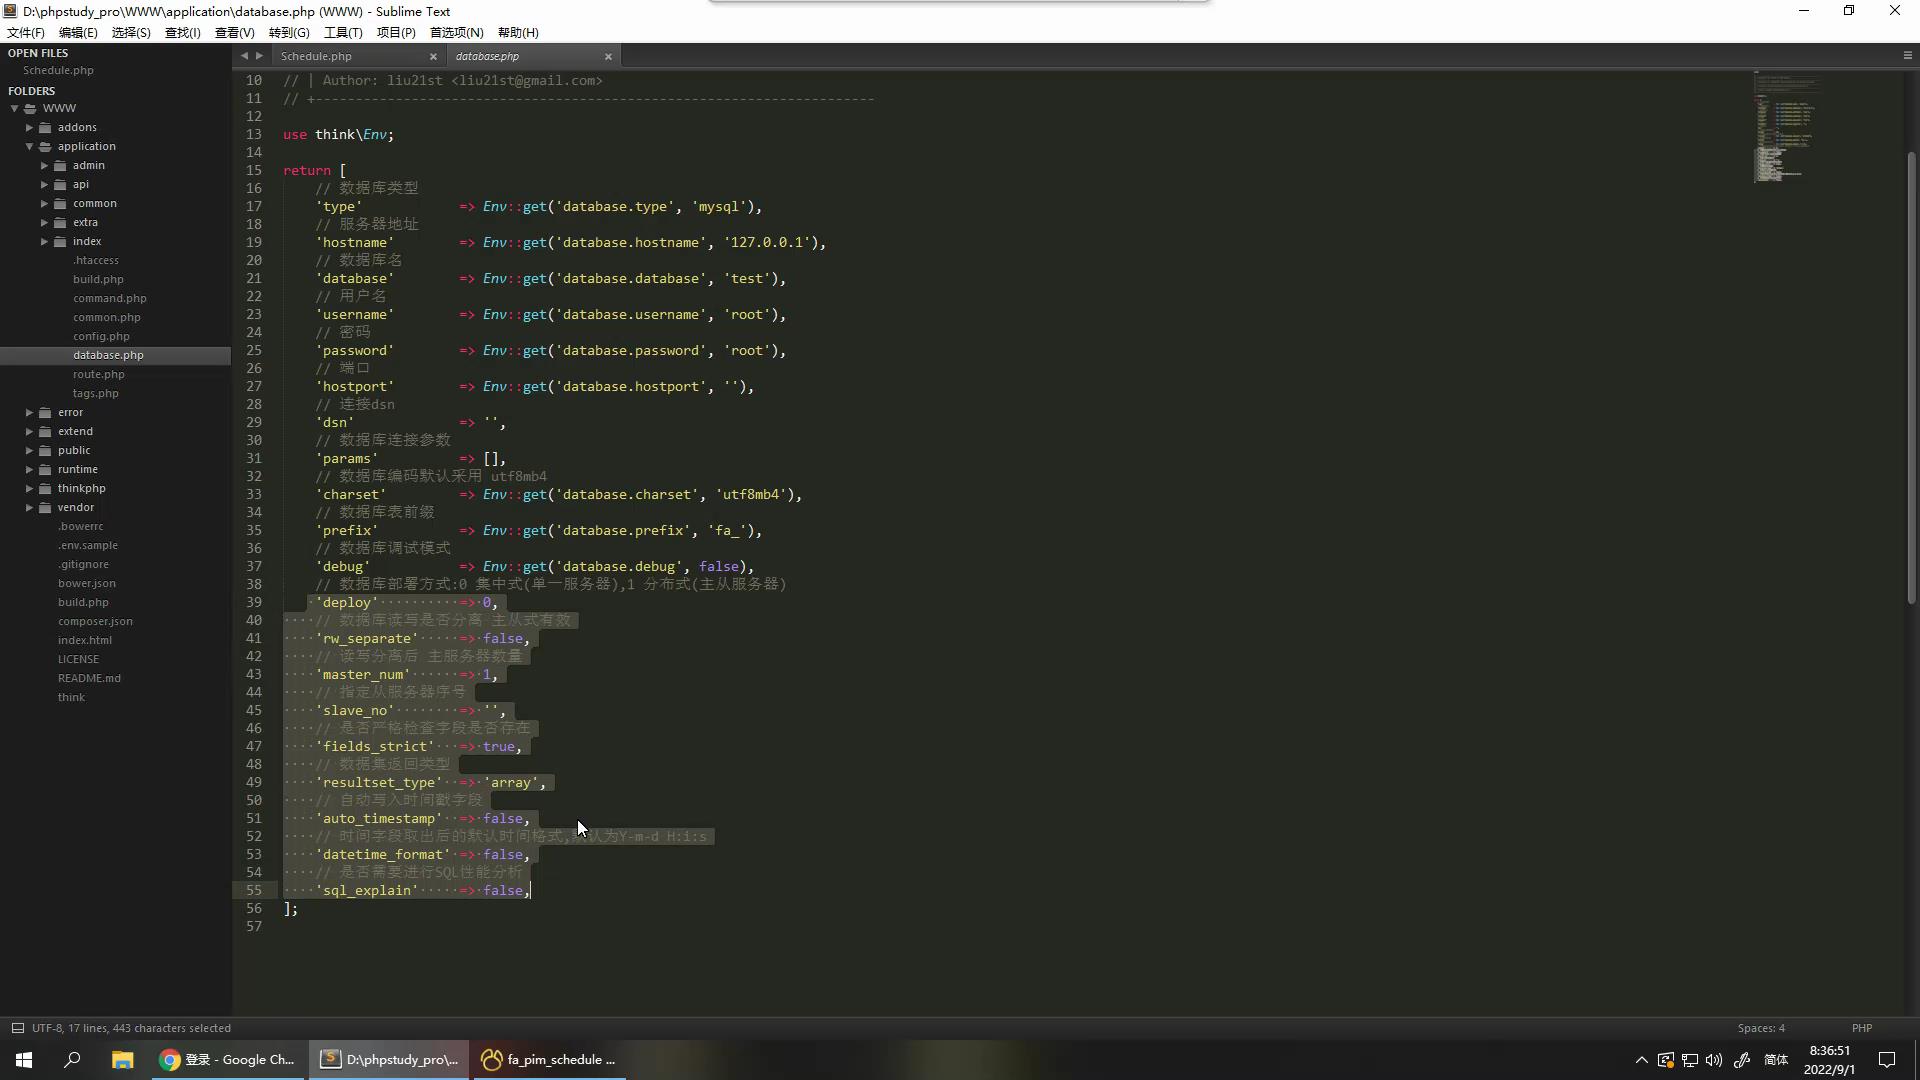 D:\phpstudy_pro\WWW\application\database.php (WWW) - Sublime Text
文件(F) 编辑(E) 选择(S) 查找(I) 查看(V) 转到(G) 工具(T) 项目(P) 首选项(N) 帮助(H)
OPEN FILES
Schedule.php
FOLDERS
WWW
addons
application
admin
api
common
extra
index
.htaccess
build.php
command.php
common.php
config.php
database.php
route.php
tags.php
error
extend
public
runtime
thinkphp
vendor
.bowerrc
.env.sample
.gitignore
bower.json
build.php
composer.json
index.html
LICENSE
README.md
think
Schedule.php × database.php ×
10 // | Author: liu21st <liu21st@gmail.com>
11 // +----------------------------------------------------------------------
12
13 use think\Env;
14
15 return [
16 // 数据库类型
17 'type' => Env::get('database.type', 'mysql'),
18 // 服务器地址
19 'hostname' => Env::get('database.hostname', '127.0.0.1'),
20 // 数据库名
21 'database' => Env::get('database.database', 'test'),
22 // 用户名
23 'username' => Env::get('database.username', 'root'),
24 // 密码
25 'password' => Env::get('database.password', 'root'),
26 // 端口
27 'hostport' => Env::get('database.hostport', ''),
28 // 连接dsn
29 'dsn' => '',
30 // 数据库连接参数
31 'params' => [],
32 // 数据库编码默认采用 utf8mb4
33 'charset' => Env::get('database.charset', 'utf8mb4'),
34 // 数据库表前缀
35 'prefix' => Env::get('database.prefix', 'fa_'),
36 // 数据库调试模式
37 'debug' => Env::get('database.debug', false),
38 // 数据库部署方式:0 集中式(单一服务器),1 分布式(主从服务器)
39 'deploy' => 0,
40 // 数据库读写是否分离 主从式有效
41 'rw_separate' => false,
42 // 读写分离后 主服务器数量
43 'master_num' => 1,
44 // 指定从服务器序号
45 'slave_no' => '',
46 // 是否严格检查字段是否存在
47 'fields_strict' => true,
48 // 数据集返回类型
49 'resultset_type' => 'array',
50 // 自动写入时间戳字段
51 'auto_timestamp' => false,
52 // 时间字段取出后的默认时间格式,默认为Y-m-d H:i:s
53 'datetime_format' => false,
54 // 是否需要进行SQL性能分析
55 'sql_explain' => false,
56 ];
57
UTF-8, 17 lines, 443 characters selected Spaces: 4 PHP
登录 - Google Ch... D:\phpstudy_pro\... fa_pim_schedule ... 简体 8:36:51
2022/9/1